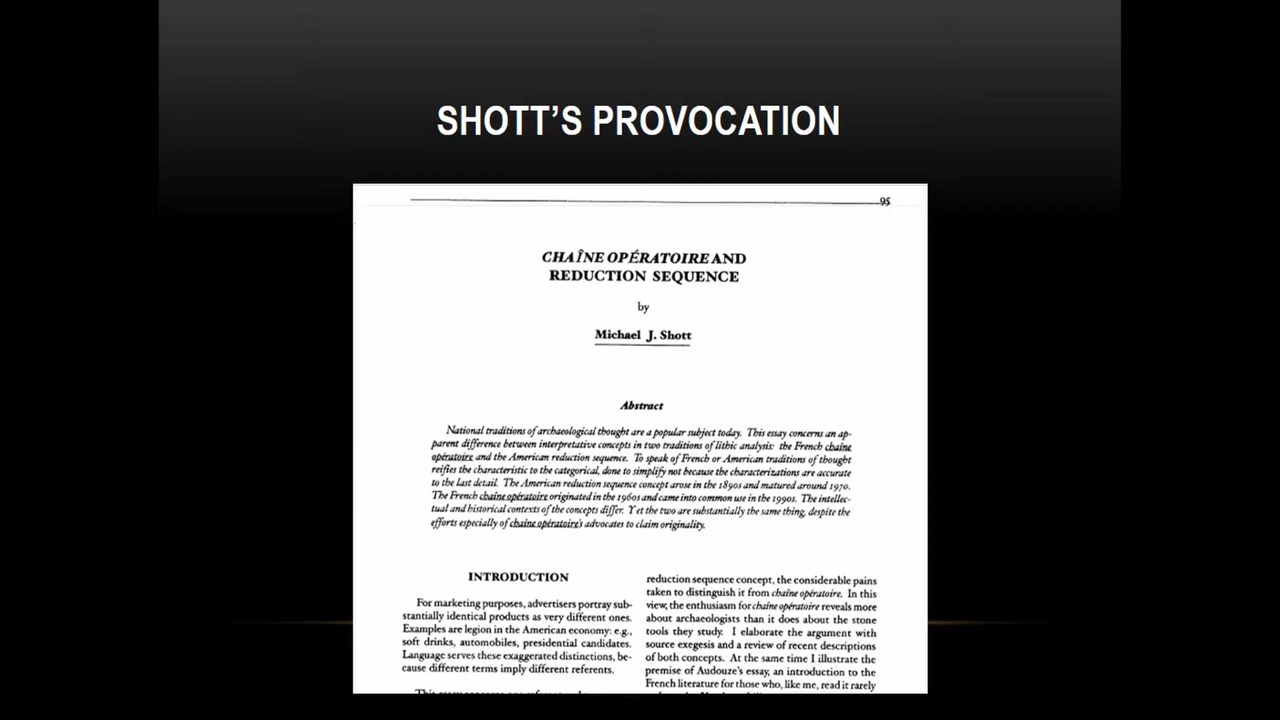 SHOTT'S PROVOCATION
95
CHAÎNE OPÉRATOIRE AND
REDUCTION SEQUENCE
by
Michael J. Shott
Abstract
National traditions of archaeological thought are a popular subject today. This essay concerns an ap-
parent difference between interpretative concepts in two traditions of lithic analysis: the French chaîne
opératoire and the American reduction sequence. To speak of French or American traditions of thought
reifies the characteristic to the categorical, done to simplify not because the characterizations are accurate
to the last detail. The American reduction sequence concept arose in the 1890s and matured around 1970.
The French chaîne opératoire originated in the 1960s and came into common use in the 1990s. The intellec-
tual and historical contexts of the concepts differ. Yet the two are substantially the same thing, despite the
efforts especially of chaîne opératoire's advocates to claim originality.
INTRODUCTION
For marketing purposes, advertisers portray sub-
stantially identical products as very different ones.
Examples are legion in the American economy: e.g.,
soft drinks, automobiles, presidential candidates.
Language serves these exaggerated distinctions, be-
cause different terms imply different referents.
reduction sequence concept, the considerable pains
taken to distinguish it from chaîne opératoire. In this
view, the enthusiasm for chaîne opératoire reveals more
about archaeologists than it does about the stone
tools they study. I elaborate the argument with
source exegesis and a review of recent descriptions
of both concepts. At the same time I illustrate the
premise of Audouze's essay, an introduction to the
French literature for those who, like me, read it rarely